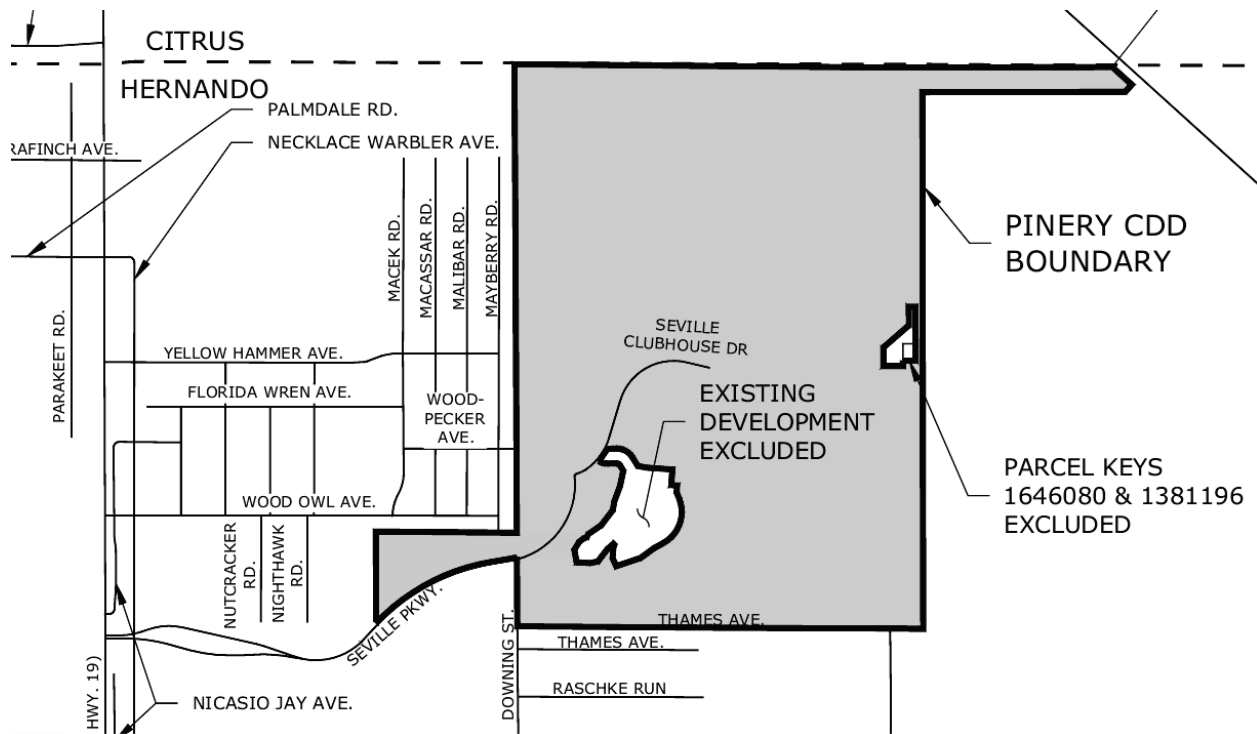 CITRUS
HERNANDO
PALMDALE RD.
NECKLACE WARBLER AVE.
RAFINCH AVE.
MACEK RD.
MACASSAR RD.
MALIBAR RD.
MAYBERRY RD.
PINERY CDD
BOUNDARY
PARAKEET RD.
SEVILLE
CLUBHOUSE DR
YELLOW HAMMER AVE.
FLORIDA WREN AVE.
WOOD-
PECKER
AVE.
EXISTING
DEVELOPMENT
EXCLUDED
PARCEL KEYS
1646080 & 1381196
EXCLUDED
WOOD OWL AVE.
NUTCRACKER
RD.
NIGHTHAWK
RD.
SEVILLE PKWY.
THAMES AVE.
DOWNING ST.
THAMES AVE.
RASCHKE RUN
HWY. 19)
NICASIO JAY AVE.